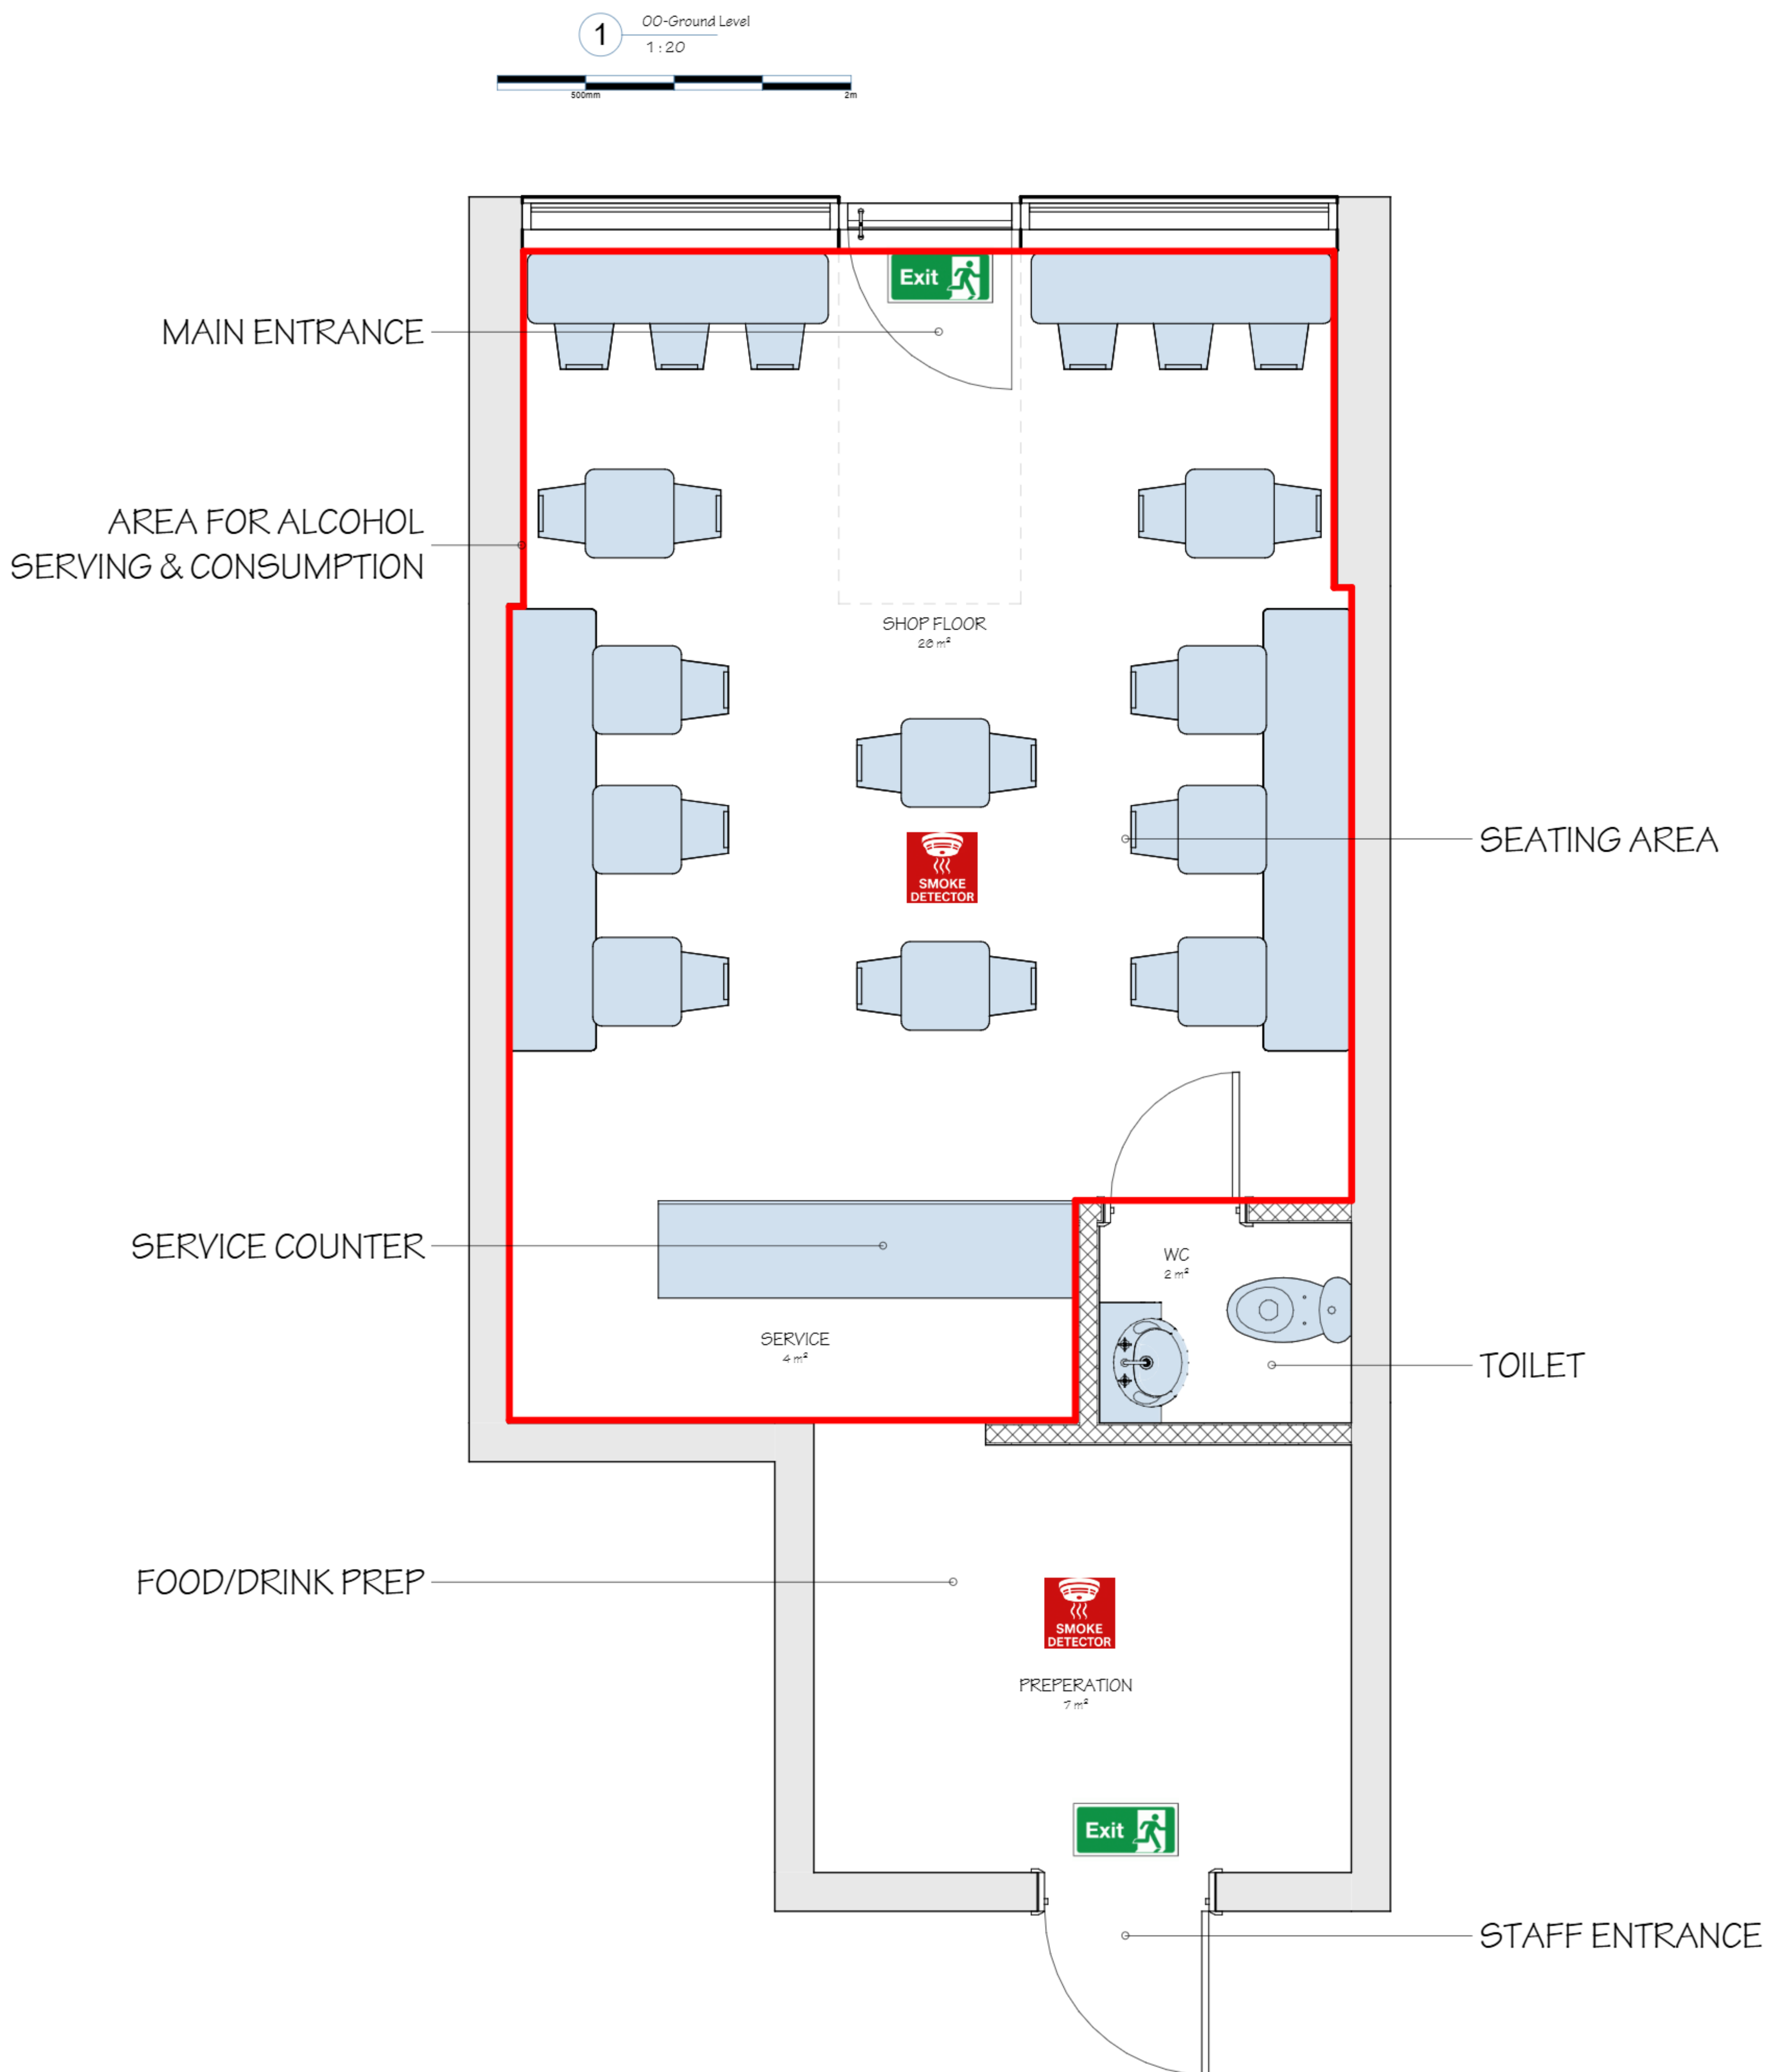 1
00-Ground Level
1 : 20
500mm
2m
Exit
MAIN ENTRANCE
AREA FOR ALCOHOL
SERVING & CONSUMPTION
SHOP FLOOR
28 m²
SMOKE
DETECTOR
SEATING AREA
SERVICE COUNTER
WC
2 m²
SERVICE
4 m²
TOILET
FOOD/DRINK PREP
SMOKE
DETECTOR
PREPERATION
7 m²
Exit
STAFF ENTRANCE